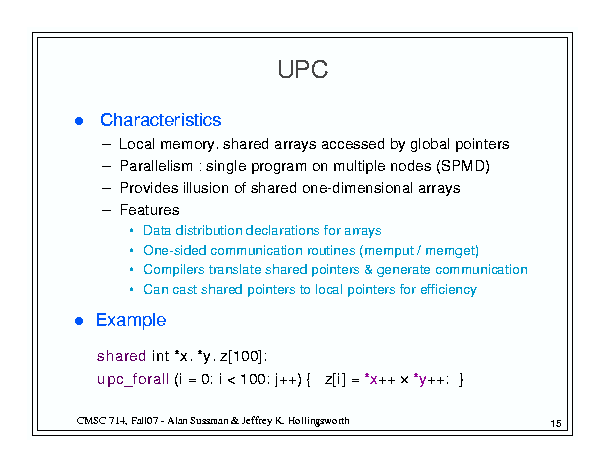 UPC
● Characteristics
– Local memory, shared arrays accessed by global pointers
– Parallelism : single program on multiple nodes (SPMD)
– Provides illusion of shared one-dimensional arrays
– Features
• Data distribution declarations for arrays
• One-sided communication routines (memput / memget)
• Compilers translate shared pointers & generate communication
• Can cast shared pointers to local pointers for efficiency
● Example
shared int *x, *y, z[100];
upc_forall (i = 0; i < 100; j++) { z[i] = *x++ × *y++; }
CMSC 714, Fall07 - Alan Sussman & Jeffrey K. Hollingsworth
15